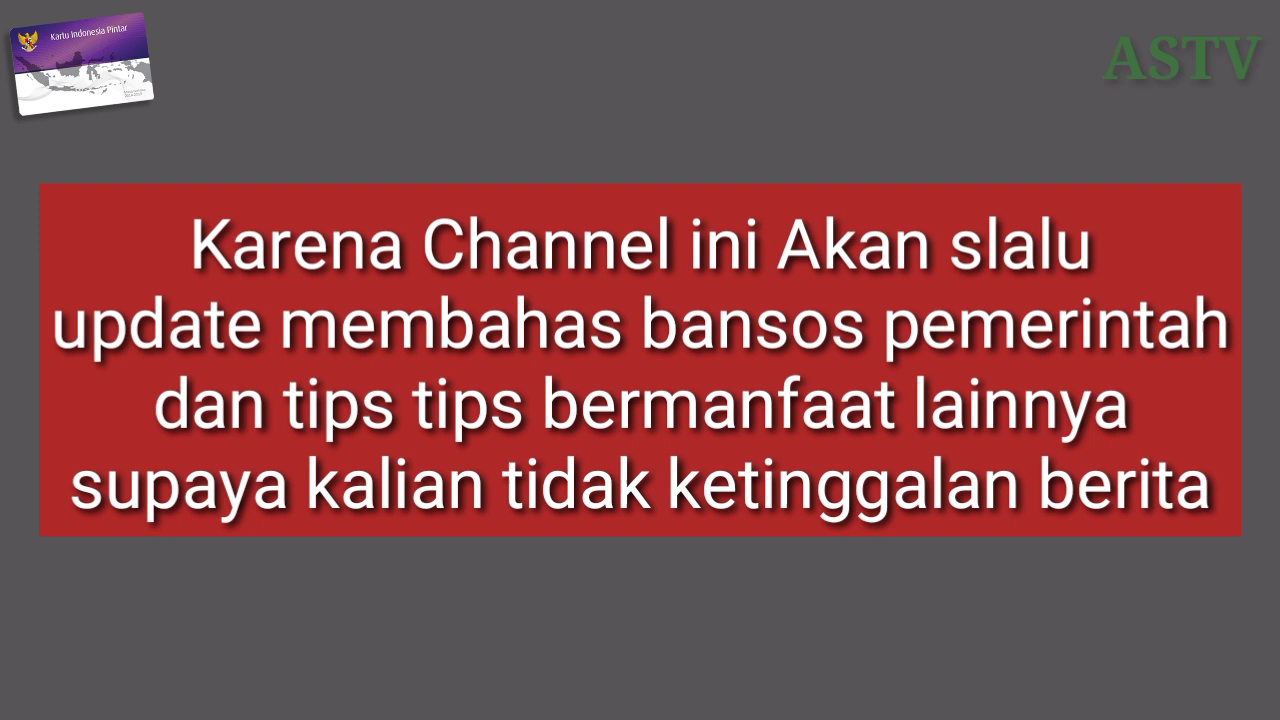 Kartu Indonesia Pintar
ASTV
Karena Channel ini Akan slalu
update membahas bansos pemerintah
dan tips tips bermanfaat lainnya
supaya kalian tidak ketinggalan berita